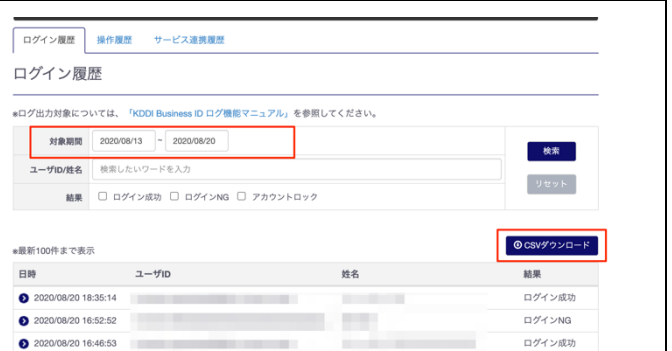 ログイン履歴 操作履歴 サービス連携履歴
ログイン履歴
※ログ出力対象については、「KDDI Business ID ログ機能マニュアル」を参照してください。
対象期間 2020/08/13 - 2020/08/20
検索
ユーザID/姓名 検索したいワードを入力
リセット
結果 ログイン成功 ログインNG アカウントロック
※最新100件まで表示
CSVダウンロード
日時 ユーザID 姓名 結果
2020/08/20 18:35:14 ログイン成功
2020/08/20 16:52:52 ログインNG
2020/08/20 16:46:53 ログイン成功